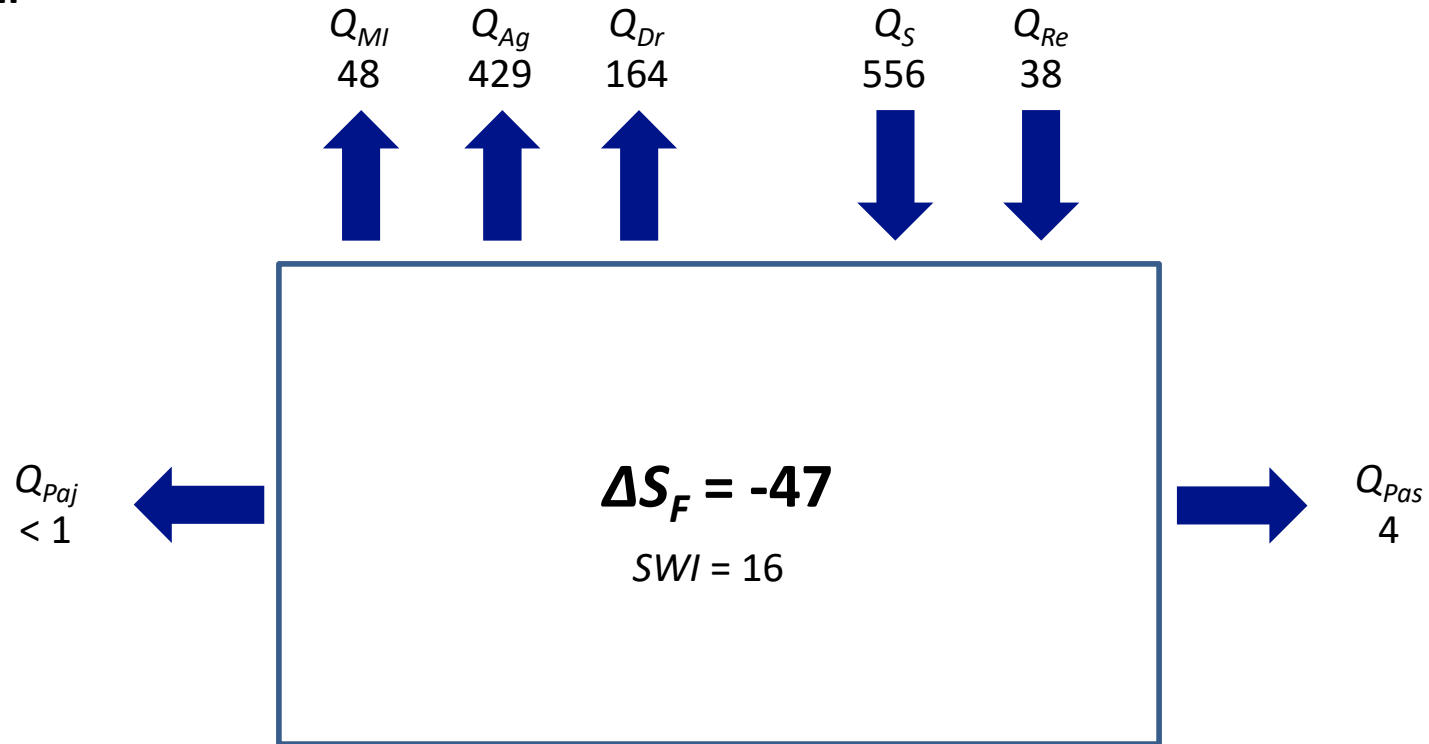 Q_MI Q_Ag Q_Dr Q_S Q_Re
48 429 164 556 38
Q_Paj
< 1
ΔS_F = -47
SWI = 16
Q_Pas
4